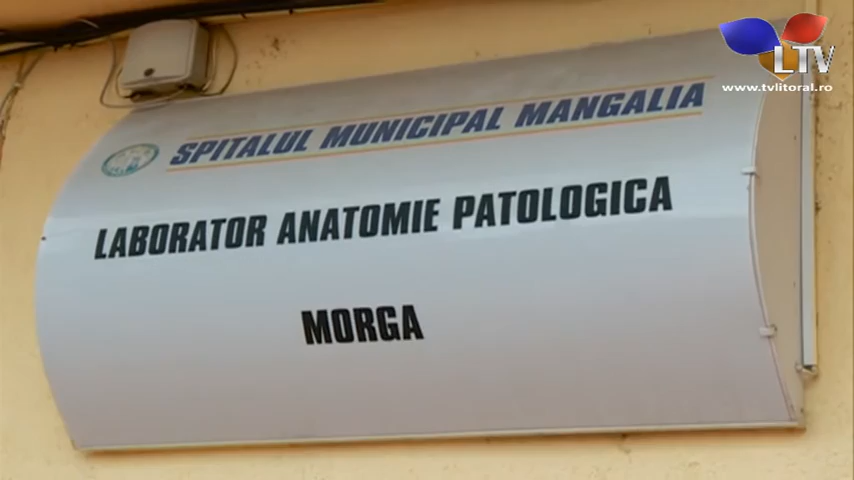 LTV
www.tvlitoral.ro
SPITALUL MUNICIPAL MANGALIA
LABORATOR ANATOMIE PATOLOGICA
MORGA